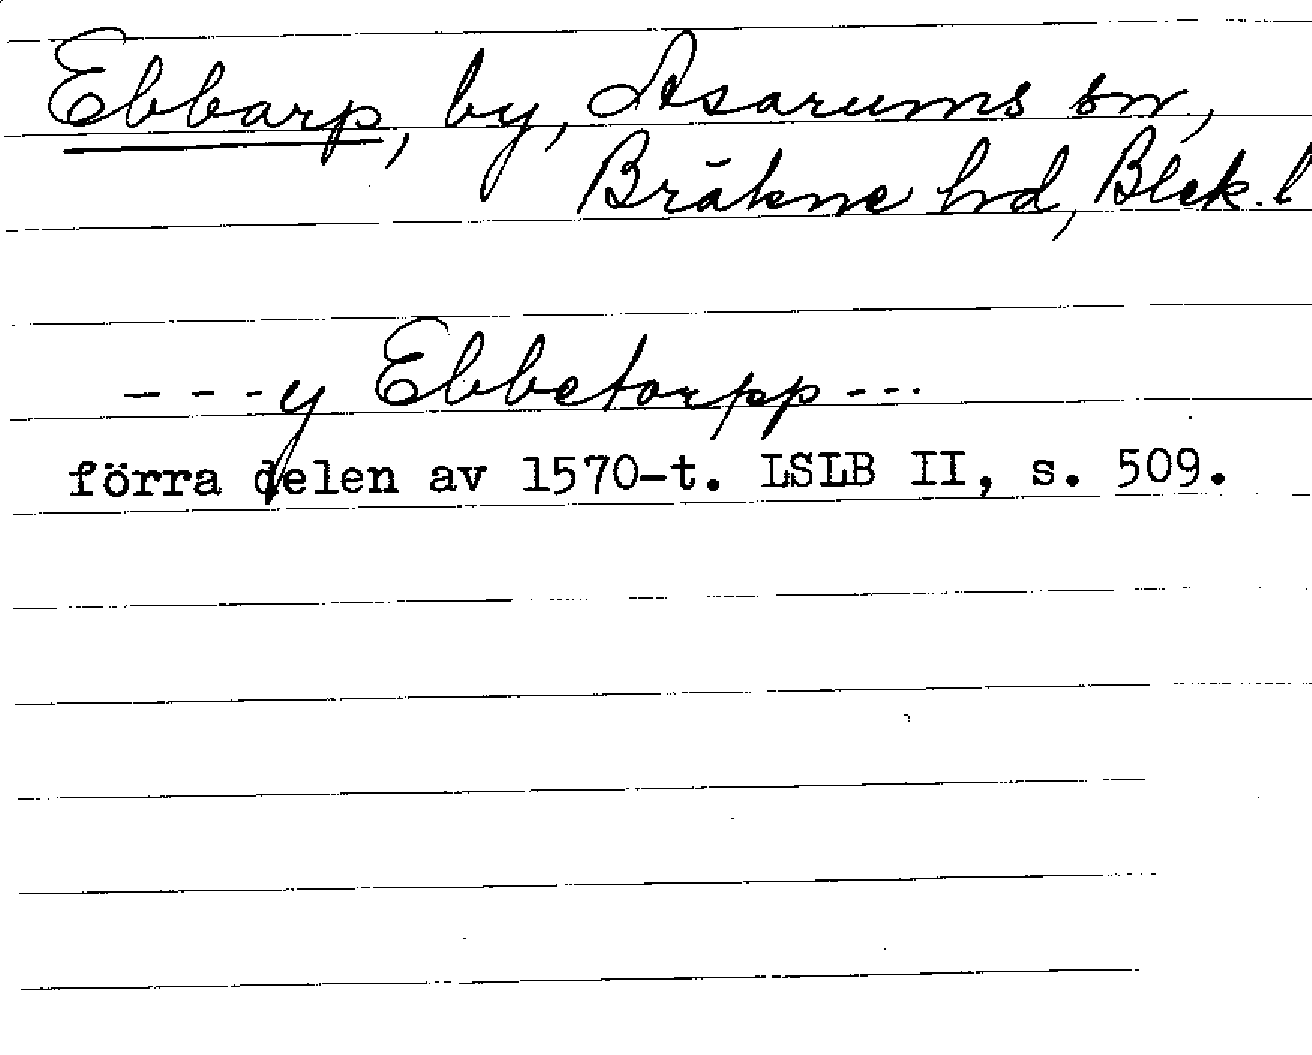 Ebbarp, by, Asarums sn,
Bräkne hd, Blek. l
---y Ebbetorpp---
förra delen av 1570-t. LSLB II, s. 509.